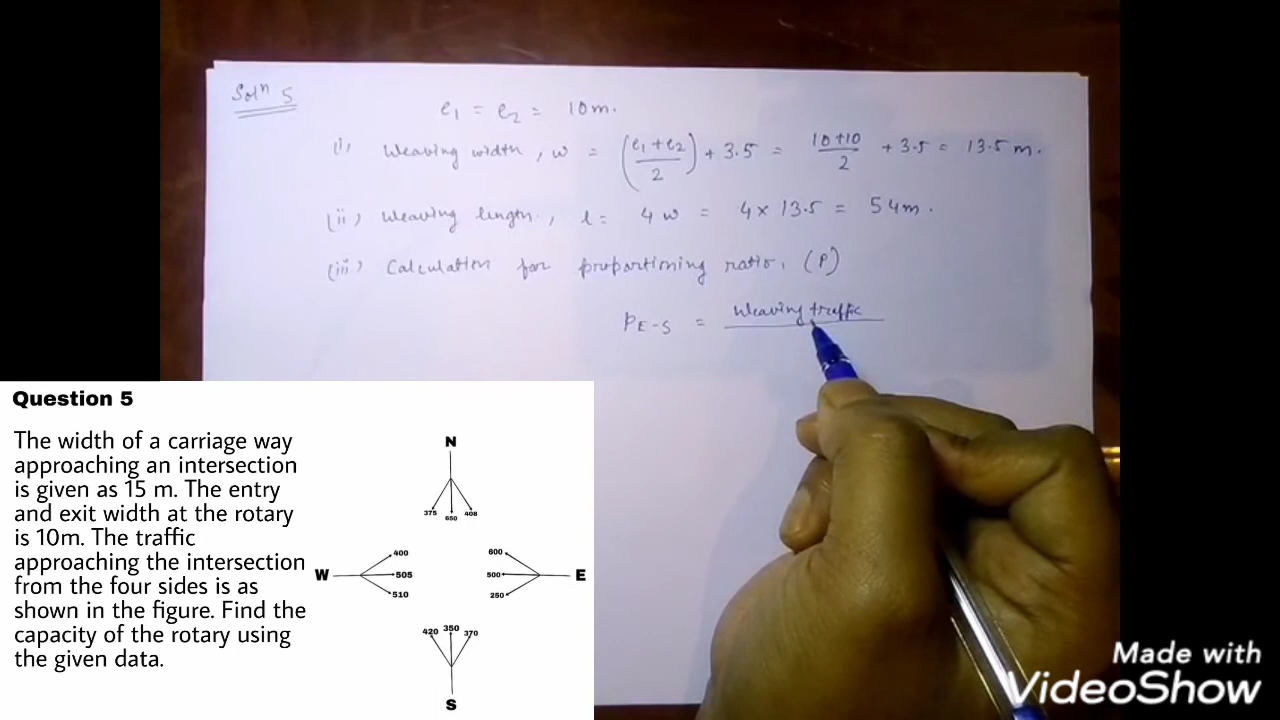 Solⁿ 5
e₁ = e₂ = 10m.
(i) Weaving width, w = (e₁+e₂/2) + 3.5 = 10+10/2 + 3.5 = 13.5 m.
(ii) Weaving length, l = 4w = 4 × 13.5 = 54m.
(iii) Calculation for proportioning ratio, (P)
P_E-S = Weaving traffic
Question 5
The width of a carriage way
approaching an intersection
is given as 15 m. The entry
and exit width at the rotary
is 10m. The traffic
approaching the intersection
from the four sides is as
shown in the figure. Find the
capacity of the rotary using
the given data.
N
375 650 408
W
400
505
510
600
500
250
E
420 350 370
S
Made with
VideoShow